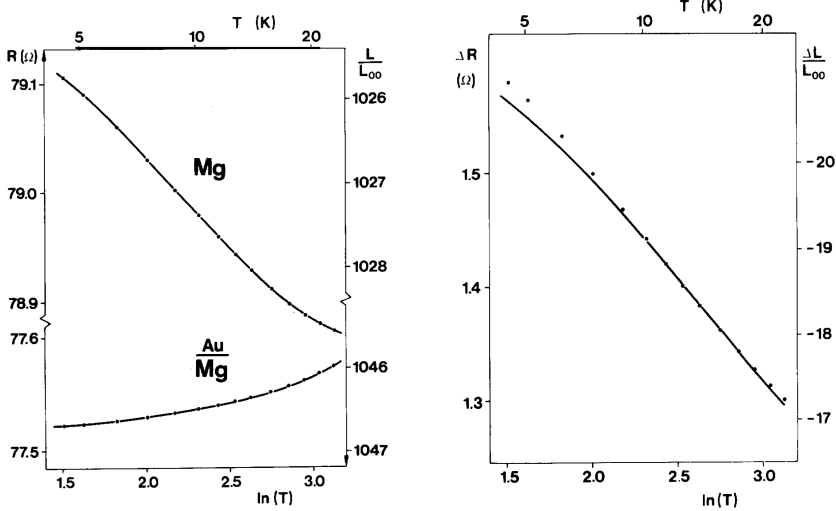 T (K)
5 10 20
R (Ω)
L
L00
79.1
79.0
78.9
77.6
77.5
1026
1027
1028
1046
1047
Mg
Au
Mg
1.5 2.0 2.5 3.0
ln(T)
T (K)
5 10 20
ΔR
(Ω)
ΔL
L00
1.5
1.4
1.3
-20
-19
-18
-17
1.5 2.0 2.5 3.0
ln(T)